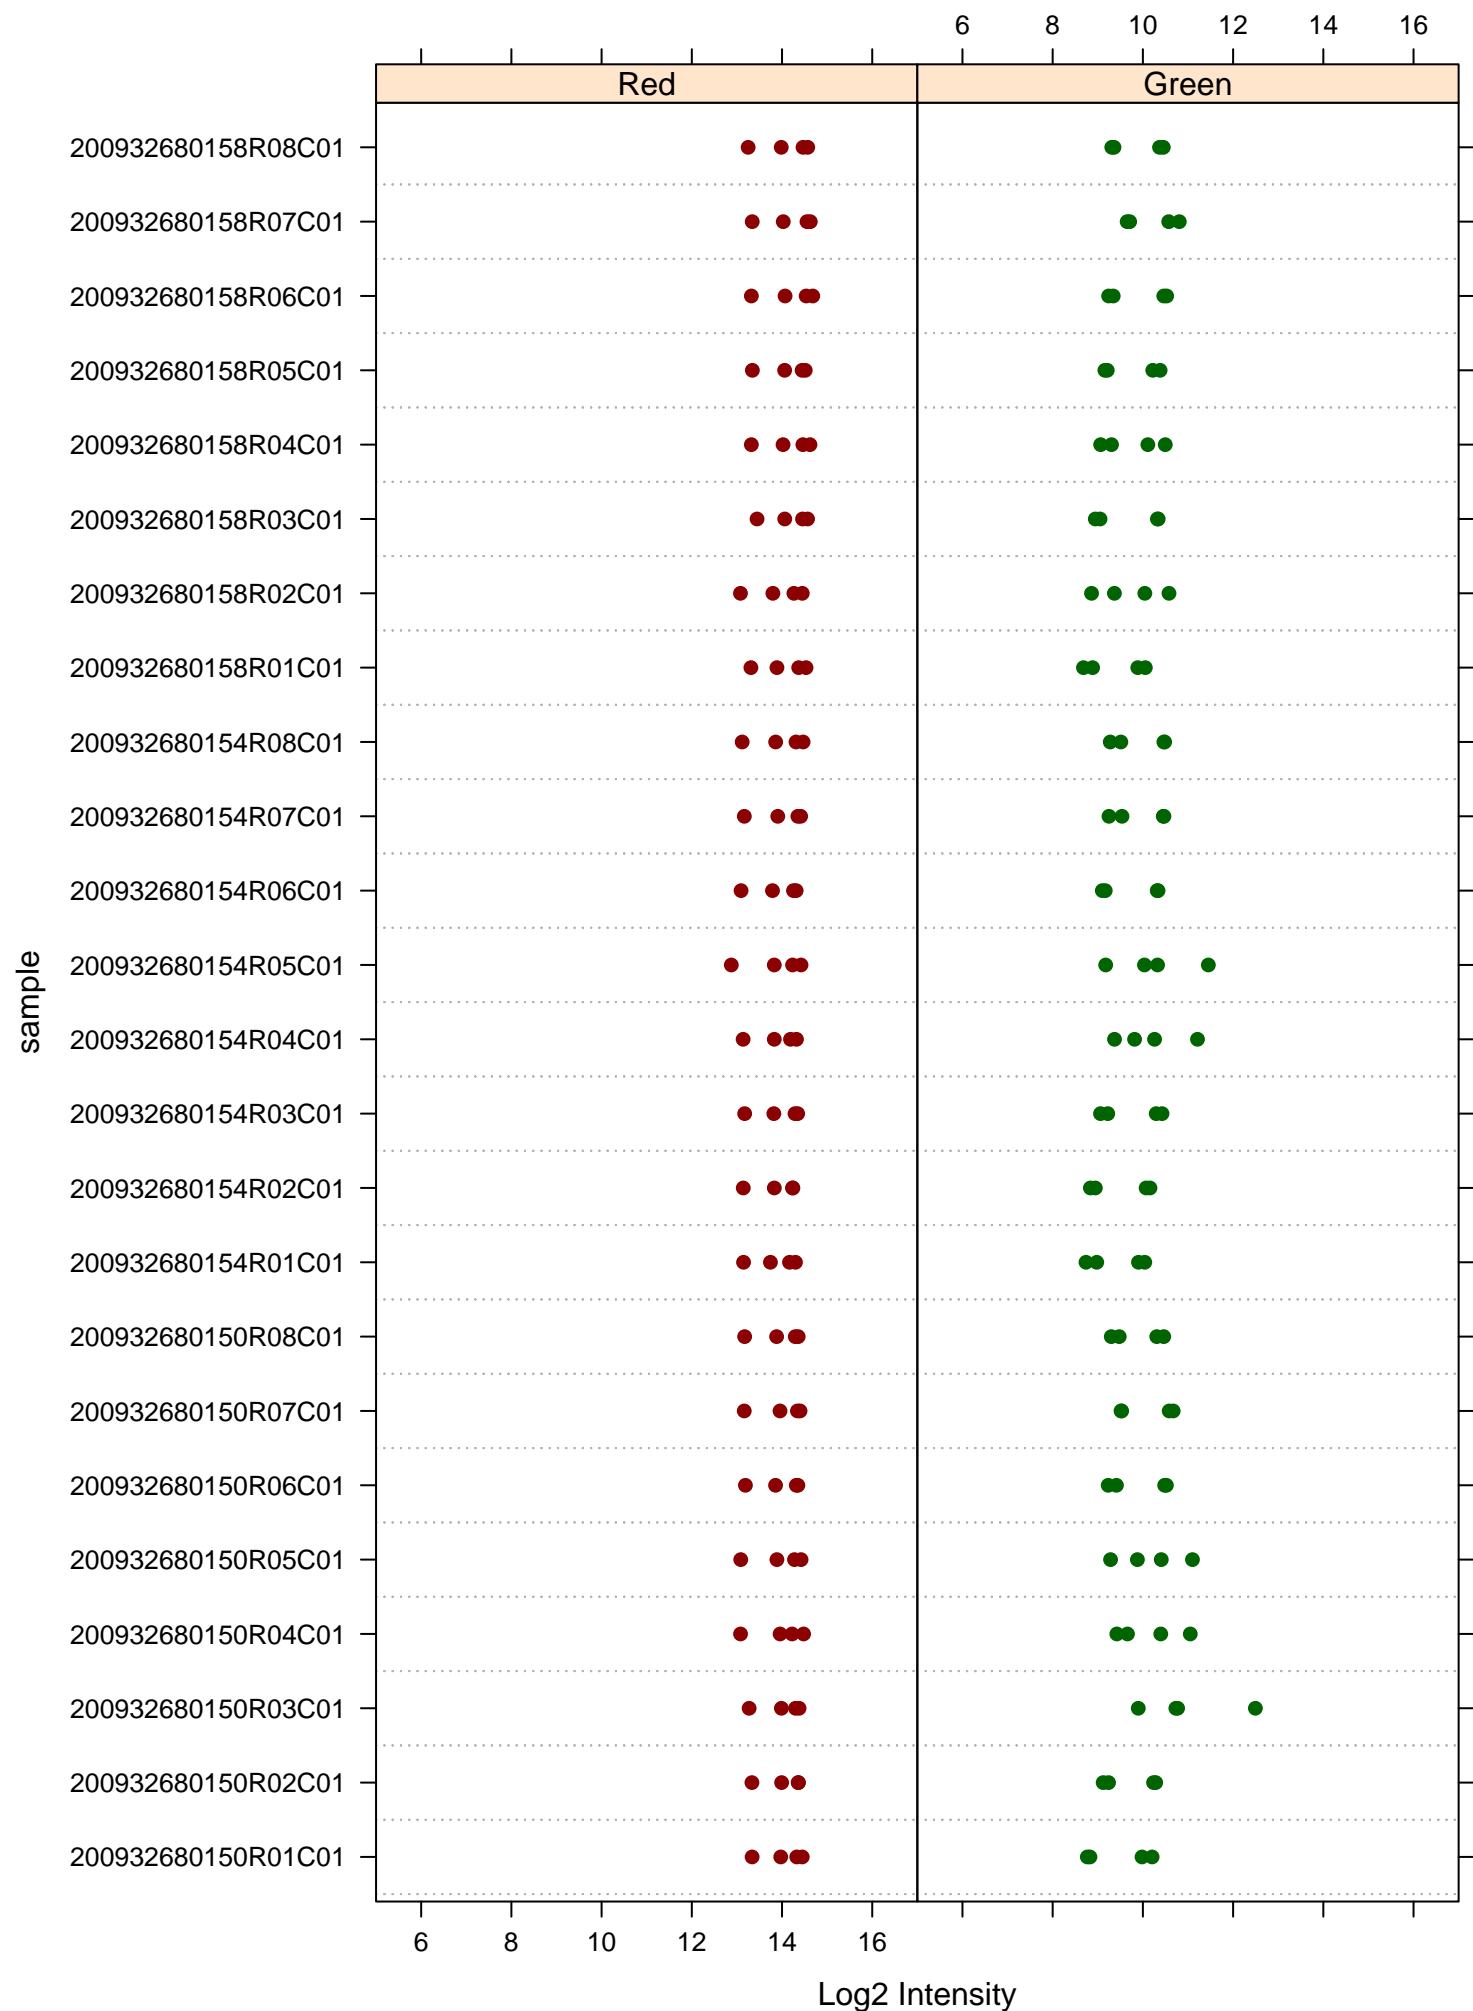 6 8 10 12 14 16
Red Green
200932680158R08C01
200932680158R07C01
200932680158R06C01
200932680158R05C01
200932680158R04C01
200932680158R03C01
200932680158R02C01
200932680158R01C01
200932680154R08C01
200932680154R07C01
200932680154R06C01
200932680154R05C01
200932680154R04C01
200932680154R03C01
200932680154R02C01
200932680154R01C01
200932680150R08C01
200932680150R07C01
200932680150R06C01
200932680150R05C01
200932680150R04C01
200932680150R03C01
200932680150R02C01
200932680150R01C01
sample
6 8 10 12 14 16
Log2 Intensity